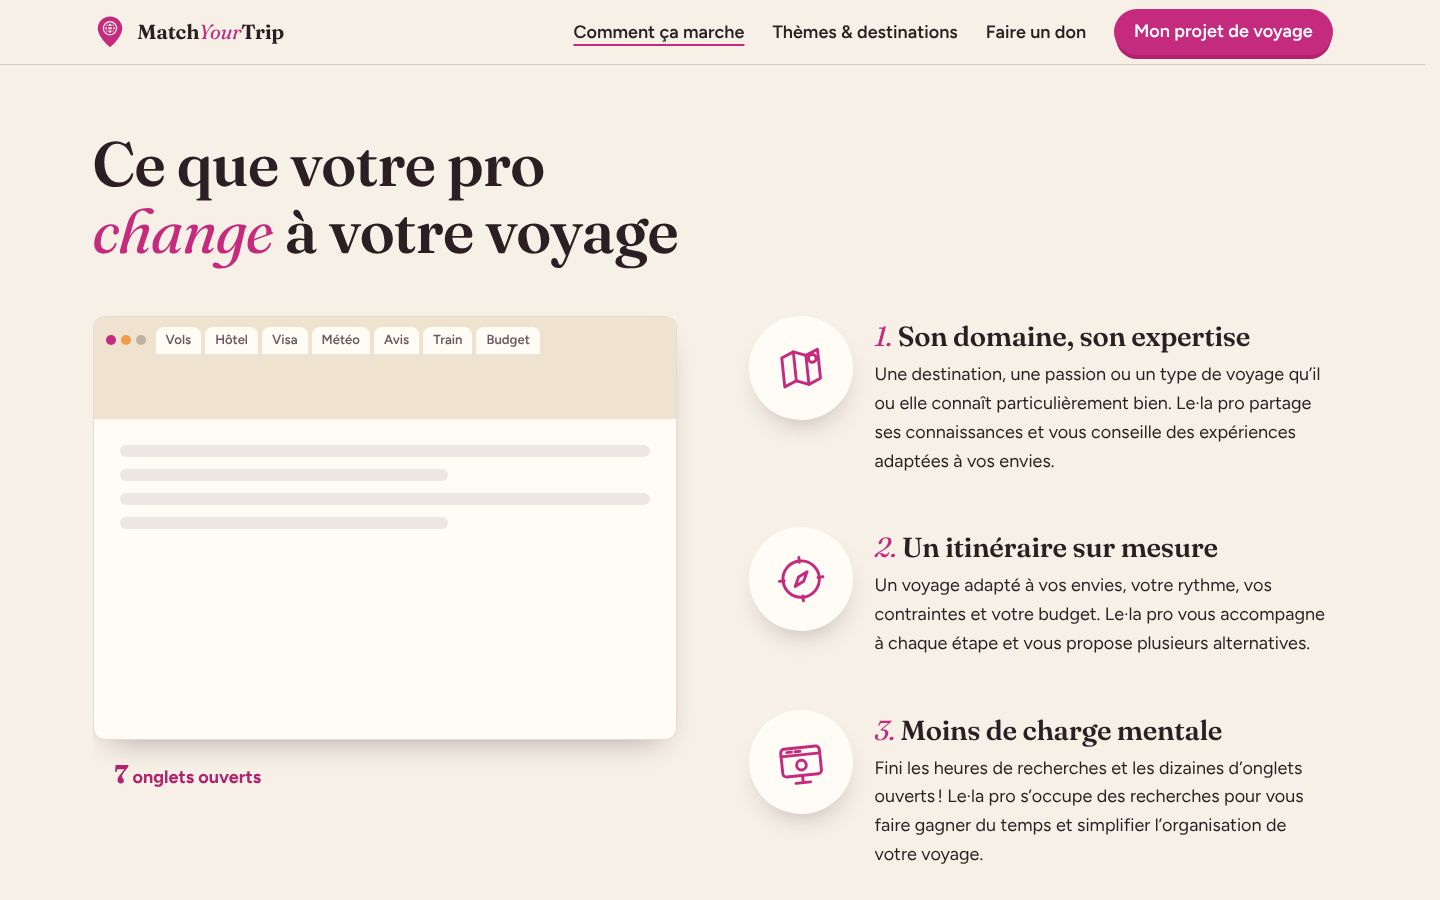 MatchYourTrip
Comment ça marche
Thèmes & destinations
Faire un don
Mon projet de voyage
Ce que votre pro
change à votre voyage
Vols
Hôtel
Visa
Météo
Avis
Train
Budget
7 onglets ouverts
1. Son domaine, son expertise
Une destination, une passion ou un type de voyage qu’il
ou elle connaît particulièrement bien. Le·la pro partage
ses connaissances et vous conseille des expériences
adaptées à vos envies.
2. Un itinéraire sur mesure
Un voyage adapté à vos envies, votre rythme, vos
contraintes et votre budget. Le·la pro vous accompagne
à chaque étape et vous propose plusieurs alternatives.
3. Moins de charge mentale
Fini les heures de recherches et les dizaines d’onglets
ouverts ! Le·la pro s’occupe des recherches pour vous
faire gagner du temps et simplifier l’organisation de
votre voyage.